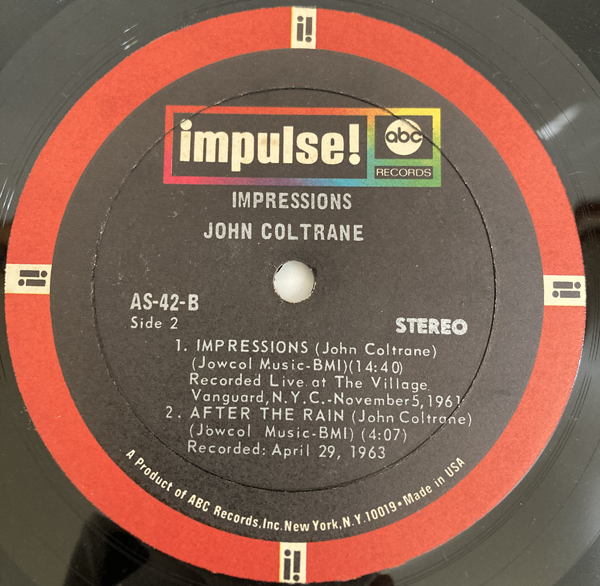 i!
impulse!
abc
RECORDS
IMPRESSIONS
JOHN COLTRANE
i!
i!
AS-42-B
Side 2
STEREO
1. IMPRESSIONS (John Coltrane)
(Jowcol Music-BMI)(14:40)
Recorded Live at The Village
Vanguard, N.Y.C.-November 5, 1961
2. AFTER THE RAIN (John Coltrane)
(Jowcol Music-BMI) (4:07)
Recorded: April 29, 1963
A Product of ABC Records, Inc. New York, N.Y. 10019 • Made in USA
i!